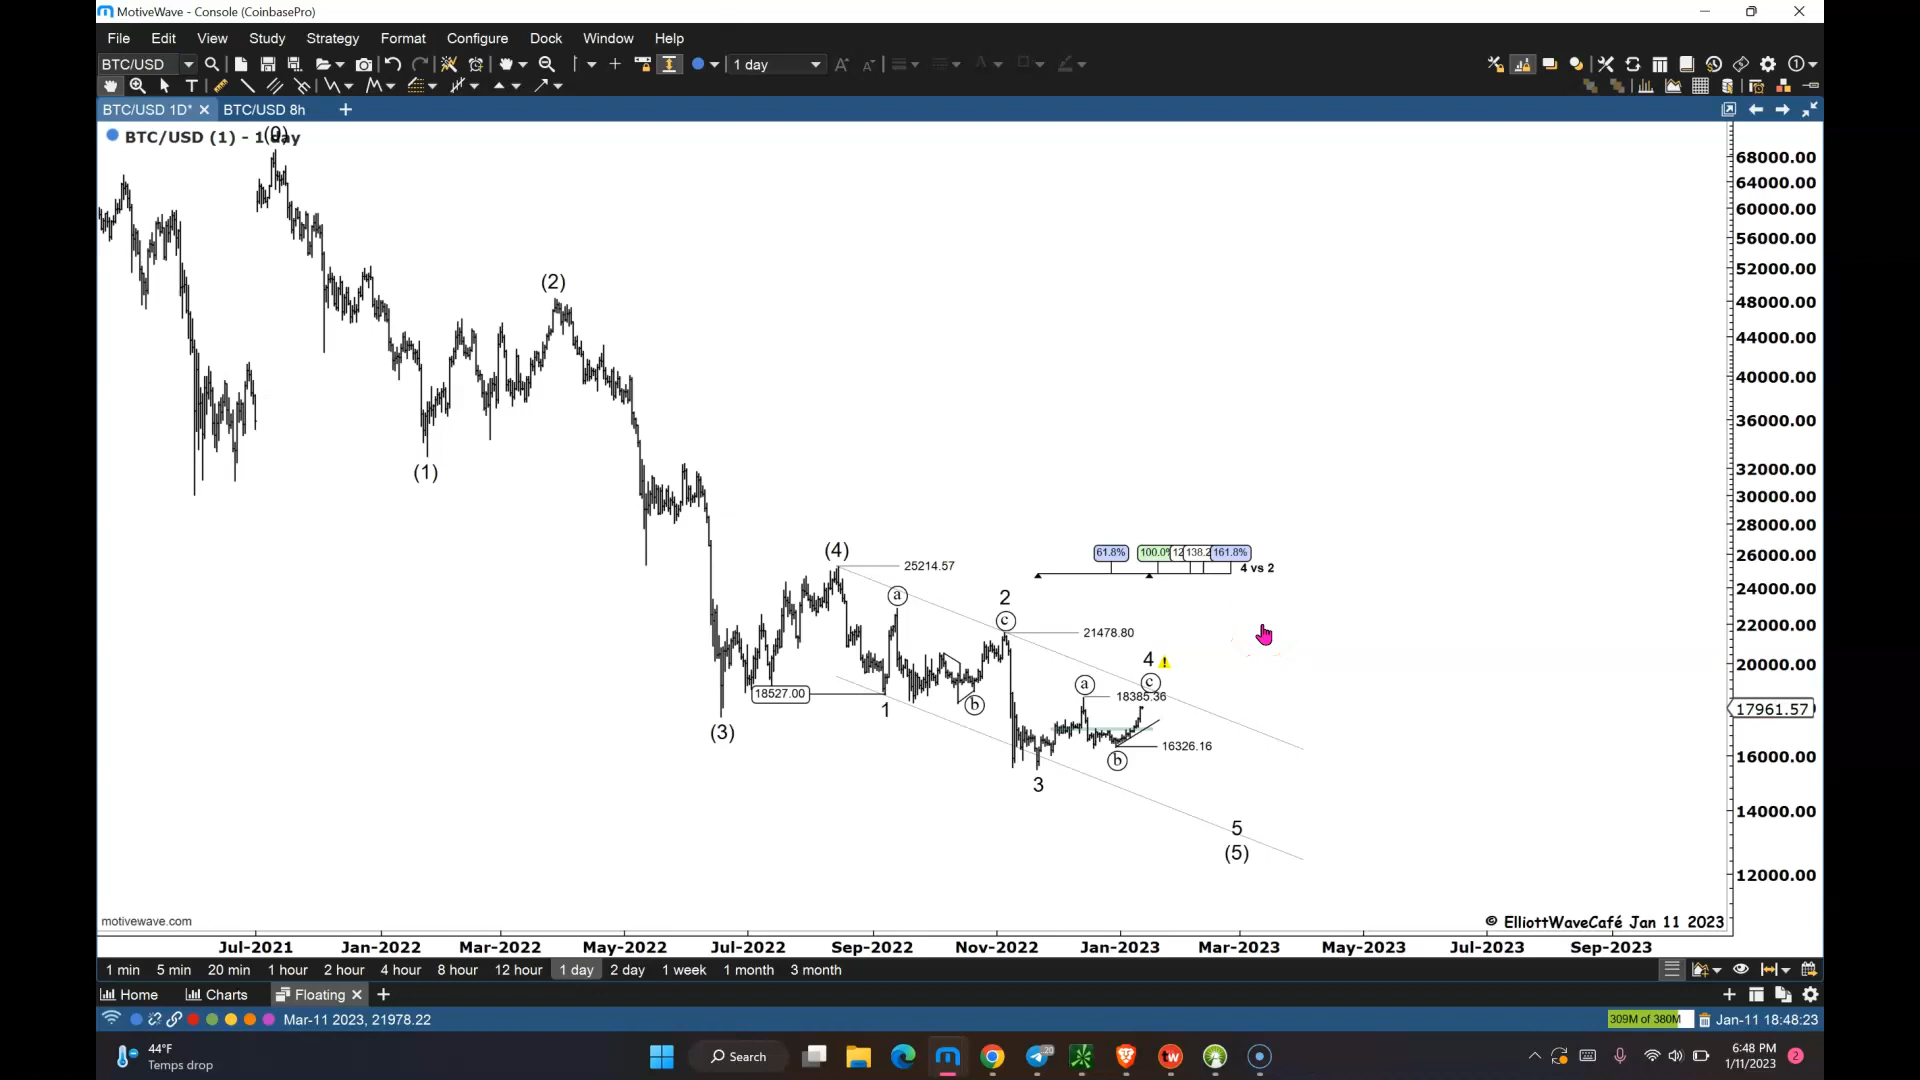 MotiveWave - Console (CoinbasePro)
File Edit View Study Strategy Format Configure Dock Window Help
BTC/USD 1 day
BTC/USD 1D* BTC/USD 8h
BTC/USD (1) - 1 day
(0)
68000.00
64000.00
60000.00
56000.00
52000.00
(2)
48000.00
44000.00
40000.00
36000.00
(1)
32000.00
30000.00
28000.00
(4) 61.8% 100.0% 138.2 161.8% 26000.00
25214.57 4 vs 2
24000.00
a 2
c 22000.00
21478.80
4 20000.00
a c
18527.00 18385.36
1 b 17961.57
(3) 16326.16
b 16000.00
3
14000.00
5
(5)
12000.00
motivewave.com © ElliottWaveCafé Jan 11 2023
Jul-2021 Jan-2022 Mar-2022 May-2022 Jul-2022 Sep-2022 Nov-2022 Jan-2023 Mar-2023 May-2023 Jul-2023 Sep-2023
1 min 5 min 20 min 1 hour 2 hour 4 hour 8 hour 12 hour 1 day 2 day 1 week 1 month 3 month
Home Charts Floating
Mar-11 2023, 21978.22 309M of 380M Jan-11 18:48:23
44°F Search 6:48 PM
Temps drop 1/11/2023 2